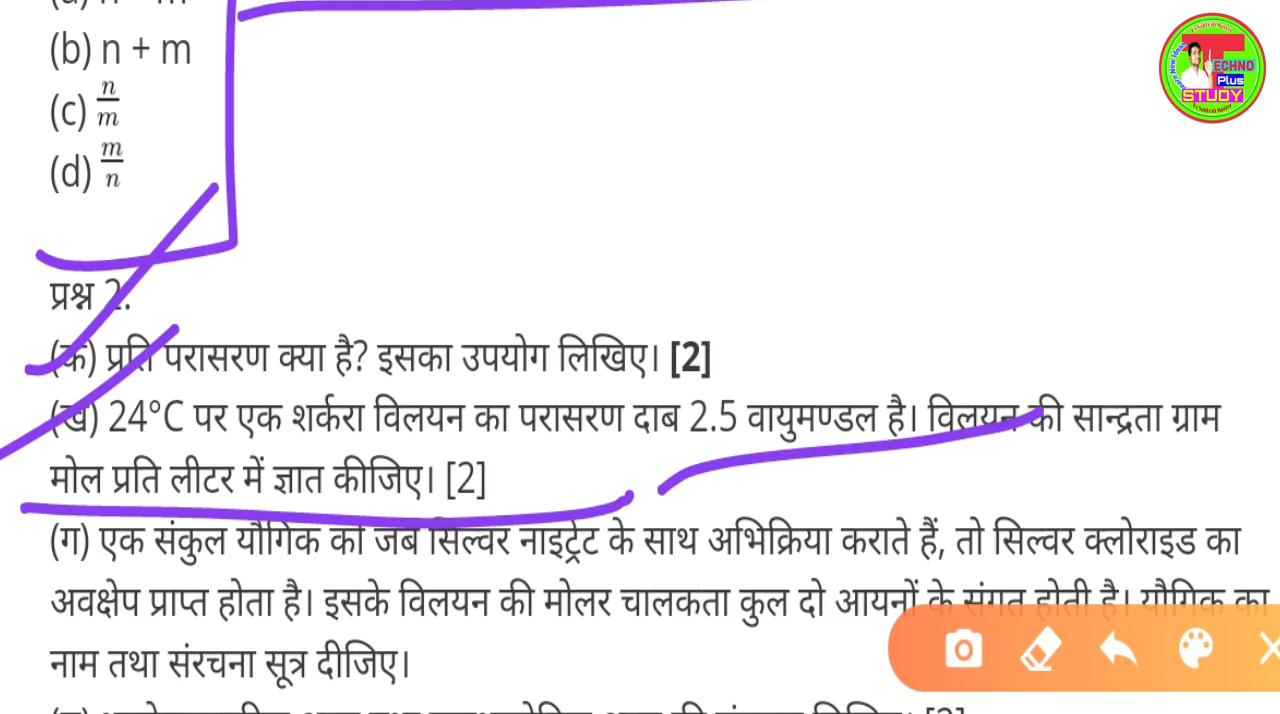 (b) n + m
(c) n/m
(d) m/n
ECHNO
Plus
STUDY
प्रश्न 2.
(क) प्रति परासरण क्या है? इसका उपयोग लिखिए। [2]
(ख) 24°C पर एक शर्करा विलयन का परासरण दाब 2.5 वायुमण्डल है। विलयन की सान्द्रता ग्राम
मोल प्रति लीटर में ज्ञात कीजिए। [2]
(ग) एक संकुल यौगिक को जब सिल्वर नाइट्रेट के साथ अभिक्रिया कराते हैं, तो सिल्वर क्लोराइड का
अवक्षेप प्राप्त होता है। इसके विलयन की मोलर चालकता कुल दो आयनों के संगत होती है। यौगिक का
नाम तथा संरचना सूत्र दीजिए।